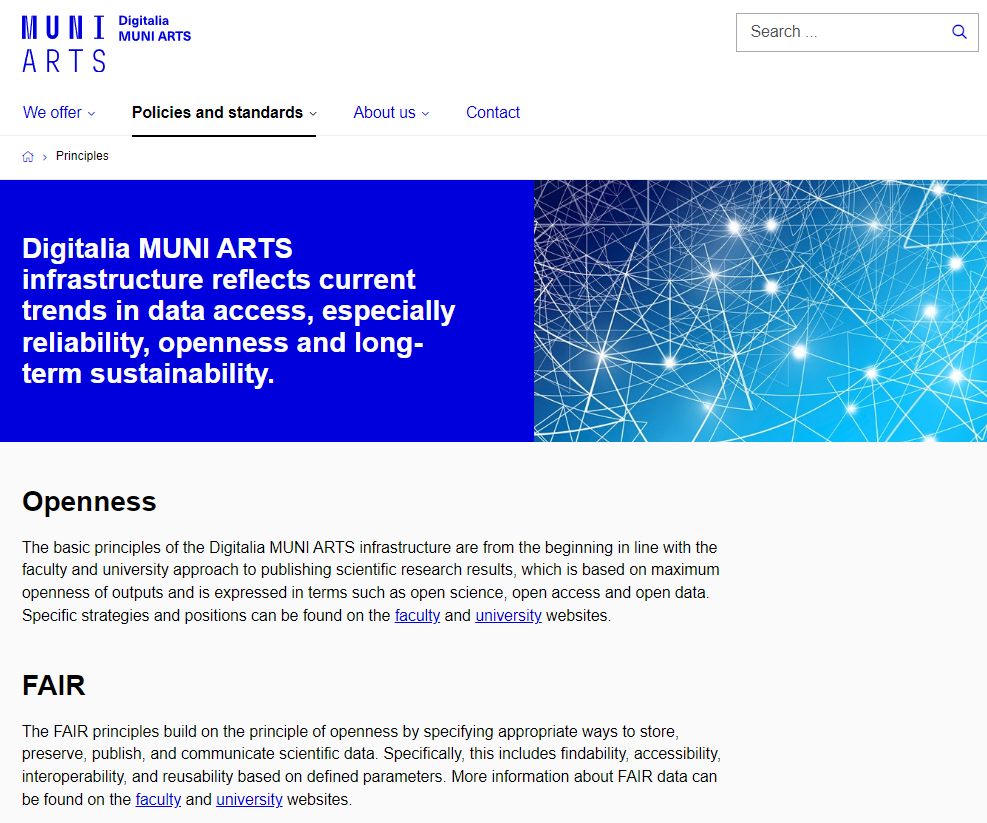 MUNI
ARTS
Digitalia
MUNI ARTS
Search ...
We offer
Policies and standards
About us
Contact
Principles
Digitalia MUNI ARTS
infrastructure reflects current
trends in data access, especially
reliability, openness and long-
term sustainability.
Openness
The basic principles of the Digitalia MUNI ARTS infrastructure are from the beginning in line with the
faculty and university approach to publishing scientific research results, which is based on maximum
openness of outputs and is expressed in terms such as open science, open access and open data.
Specific strategies and positions can be found on the faculty and university websites.
FAIR
The FAIR principles build on the principle of openness by specifying appropriate ways to store,
preserve, publish, and communicate scientific data. Specifically, this includes findability, accessibility,
interoperability, and reusability based on defined parameters. More information about FAIR data can
be found on the faculty and university websites.